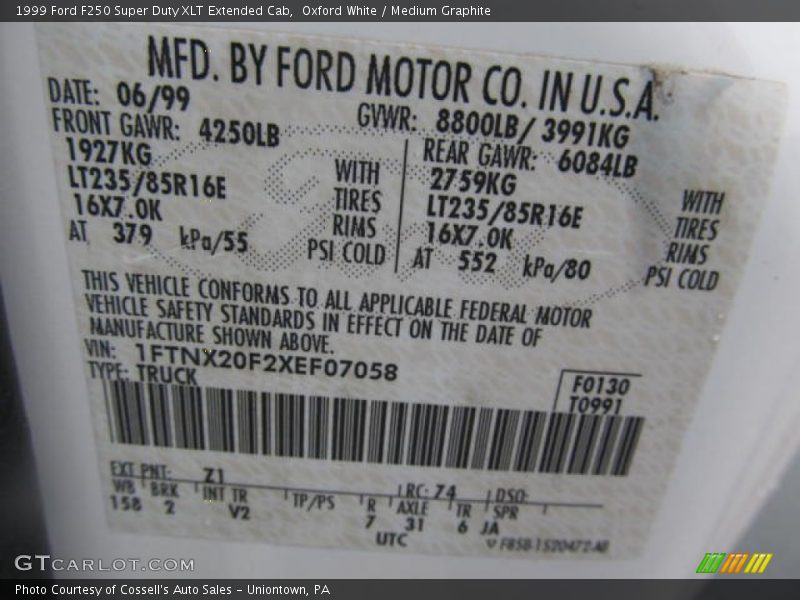 1999 Ford F250 Super Duty XLT Extended Cab, Oxford White / Medium Graphite
MFD. BY FORD MOTOR CO. IN U.S.A.
DATE: 06/99 GVWR: 8800LB/ 3991KG
FRONT GAWR: 4250LB REAR GAWR: 6084LB
1927KG WITH 2759KG WITH
LT235/85R16E TIRES LT235/85R16E TIRES
16X7.0K RIMS 16X7.0K RIMS
AT 379 kPa/55 PSI COLD AT 552 kPa/80 PSI COLD
THIS VEHICLE CONFORMS TO ALL APPLICABLE FEDERAL MOTOR
VEHICLE SAFETY STANDARDS IN EFFECT ON THE DATE OF
MANUFACTURE SHOWN ABOVE.
VIN: 1FTNX20F2XEF07058
TYPE: TRUCK
F0130
T0991
EXT PNT: Z1 RC: 74 DSO:
WB BRK INT TR TP/PS R AXLE TR SPR
158 2 V2 7 31 6 JA
UTC F85B-1520472-AB
GTCARLOT.COM
Photo Courtesy of Cossell's Auto Sales - Uniontown, PA